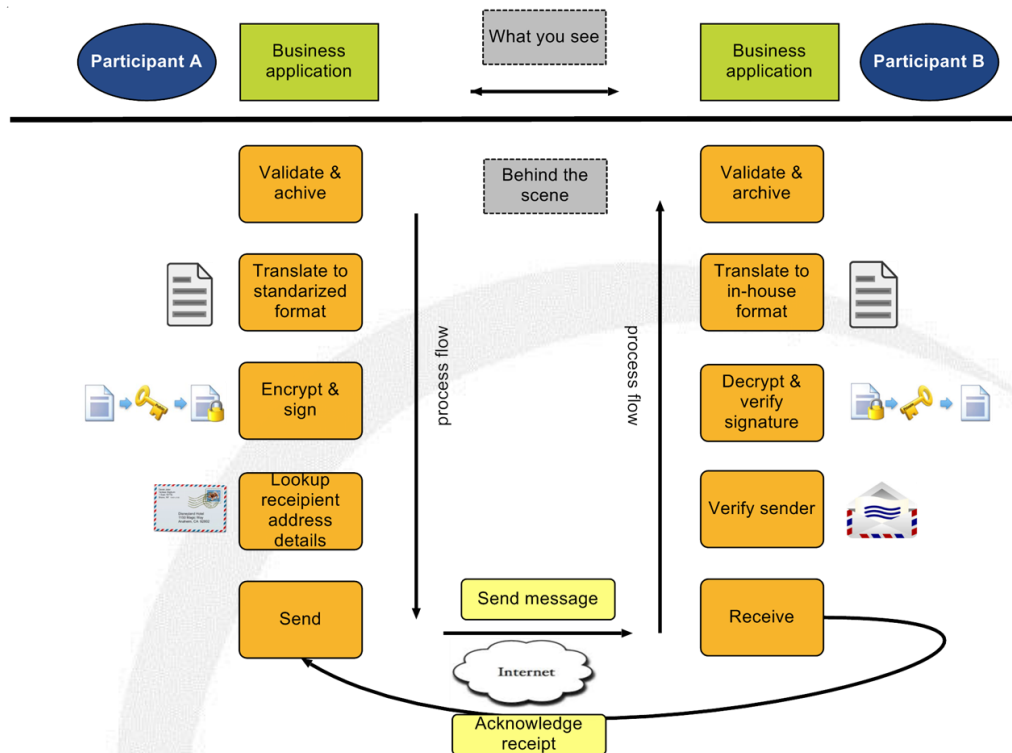 Participant A
Business
application
What you see
Business
application
Participant B
Validate &
achive
Behind the
scene
Validate &
archive
Translate to
standarized
format
Translate to
in-house
format
process flow
process flow
Encrypt &
sign
Decrypt &
verify
signature
Lookup
receipient
address
details
Verify sender
Send
Send message
Receive
Internet
Acknowledge
receipt